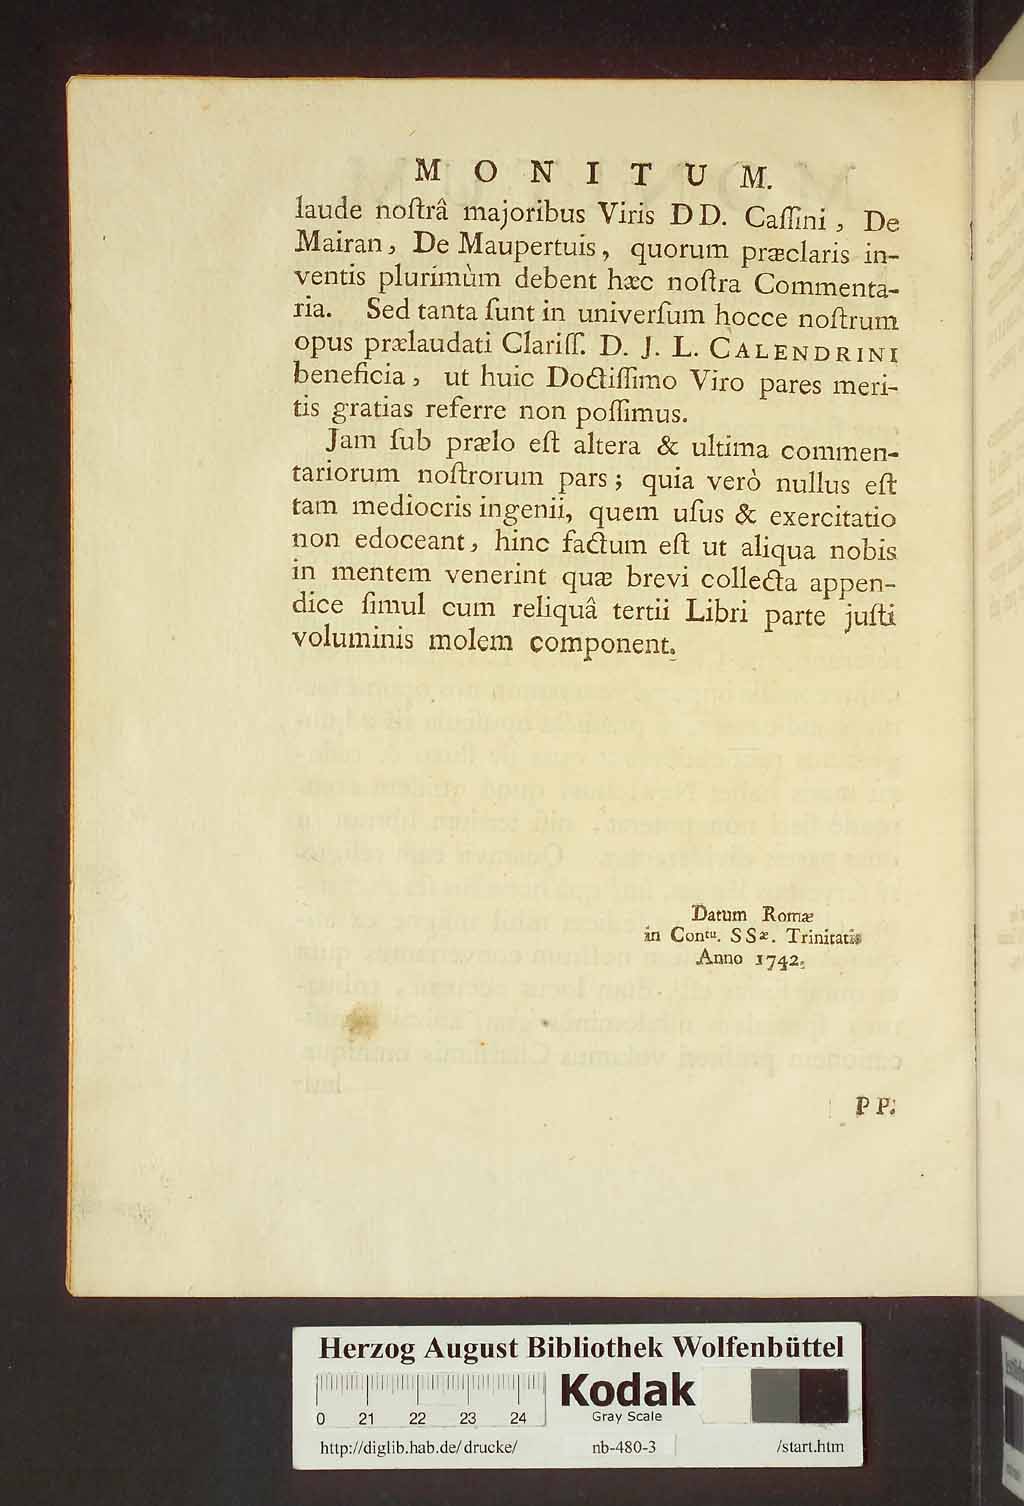 MONITUM.
laude noſtrâ majoribus Viris DD. Caſſini, De
Mairan, De Maupertuis, quorum præclaris in-
ventis plurimùm debent hæc noſtra Commenta-
ria. Sed tanta ſunt in univerſum hocce noſtrum
opus prælaudati Clariſſ. D. J. L. CALENDRINI
beneficia, ut huic Doctiſſimo Viro pares meri-
tis gratias referre non poſſimus.
Jam ſub prælo eſt altera & ultima commen-
tariorum noſtrorum pars; quia verò nullus eſt
tam mediocris ingenii, quem uſus & exercitatio
non edoceant, hinc factum eſt ut aliqua nobis
in mentem venerint quæ brevi collecta appen-
dice ſimul cum reliquâ tertii Libri parte juſti
voluminis molem component.
Datum Romæ
in Conᵗᵘ. SSæ. Trinitatis
Anno 1742.
PP.
Herzog August Bibliothek Wolfenbüttel
Kodak
Gray Scale
0 21 22 23 24
http://diglib.hab.de/drucke/ nb-480-3 /start.htm